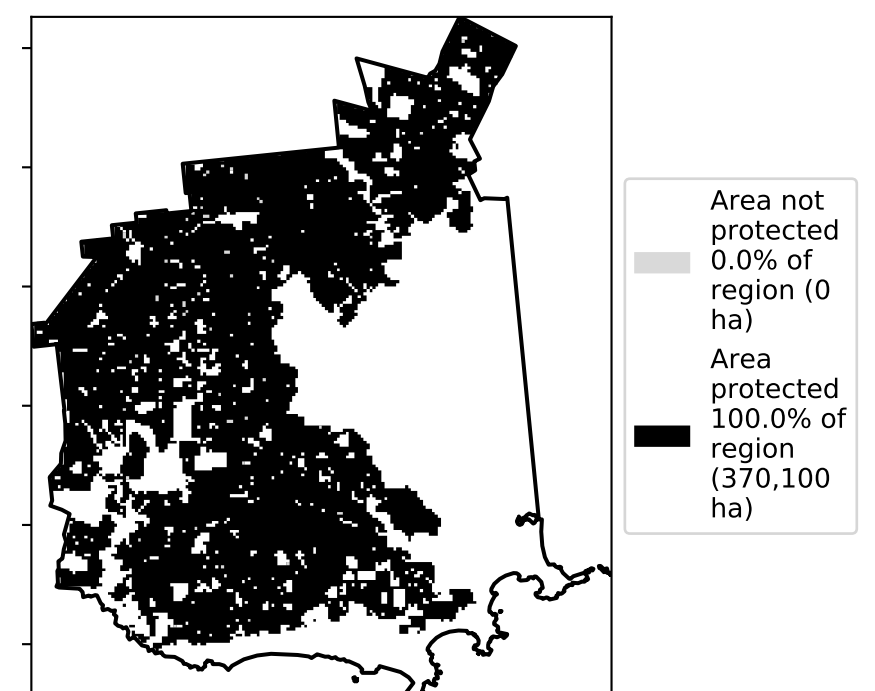 Area not
protected
0.0% of
region (0
ha)
Area
protected
100.0% of
region
(370,100
ha)